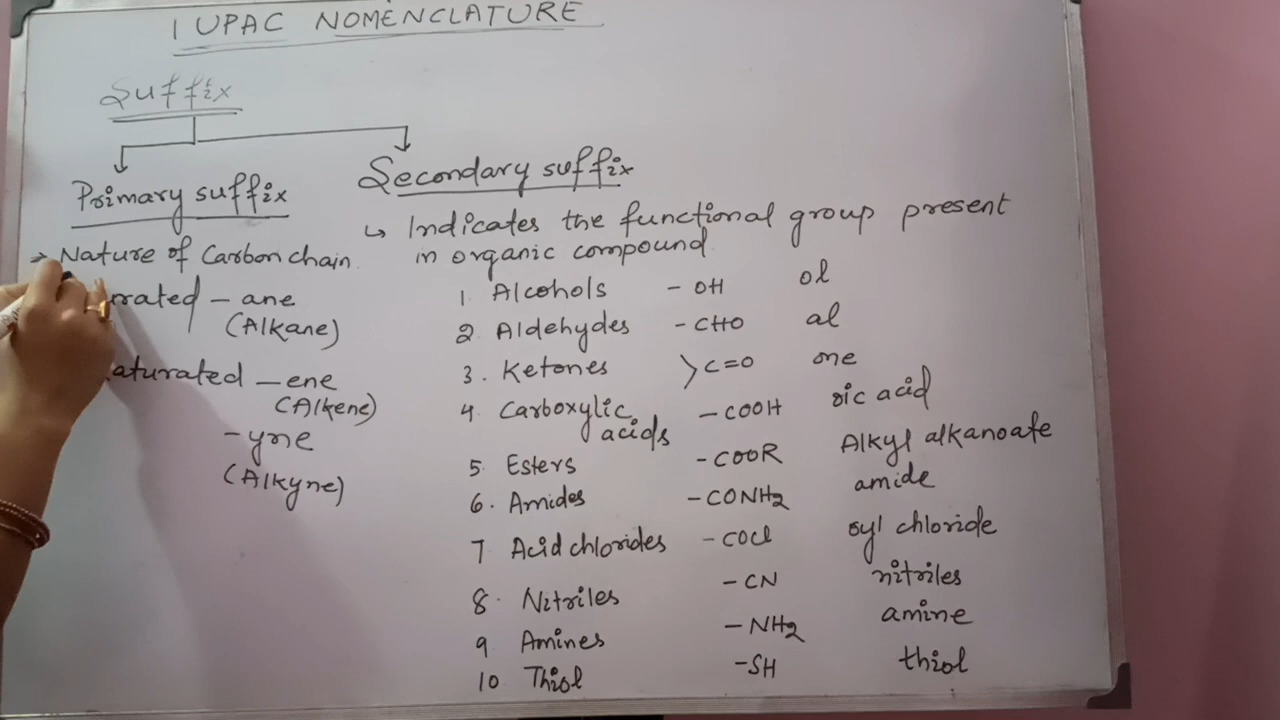 IUPAC NOMENCLATURE
Suffix
Primary suffix
→ Nature of Carbon chain
rated - ane
(Alkane)
aturated - ene
(Alkene)
- yne
(Alkyne)
Secondary suffix
↳ Indicates the functional group present
in organic compound
1. Alcohols - OH ol
2. Aldehydes - CHO al
3. Ketones >C=O one
4. Carboxylic acids - COOH oic acid
5. Esters - COOR Alkyl alkanoate
6. Amides - CONH2 amide
7 Acid chlorides - COCl oyl chloride
8. Nitriles - CN nitriles
9 Amines - NH2 amine
10 Thiol - SH thiol